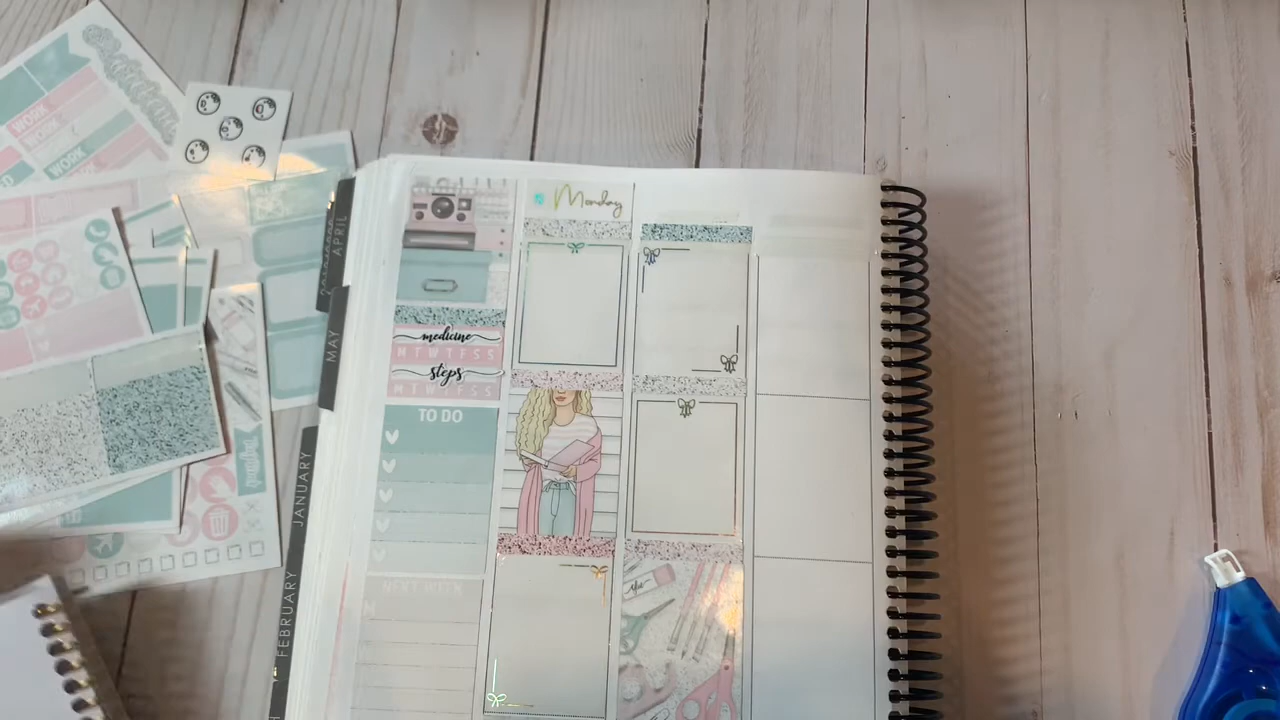 WORK
WORK
WORK
APRIL
MAY
JANUARY
FEBRUARY
Monday
medicine
M T W T F S S
steps
M T W T F S S
TO DO
NEXT WEEK
M